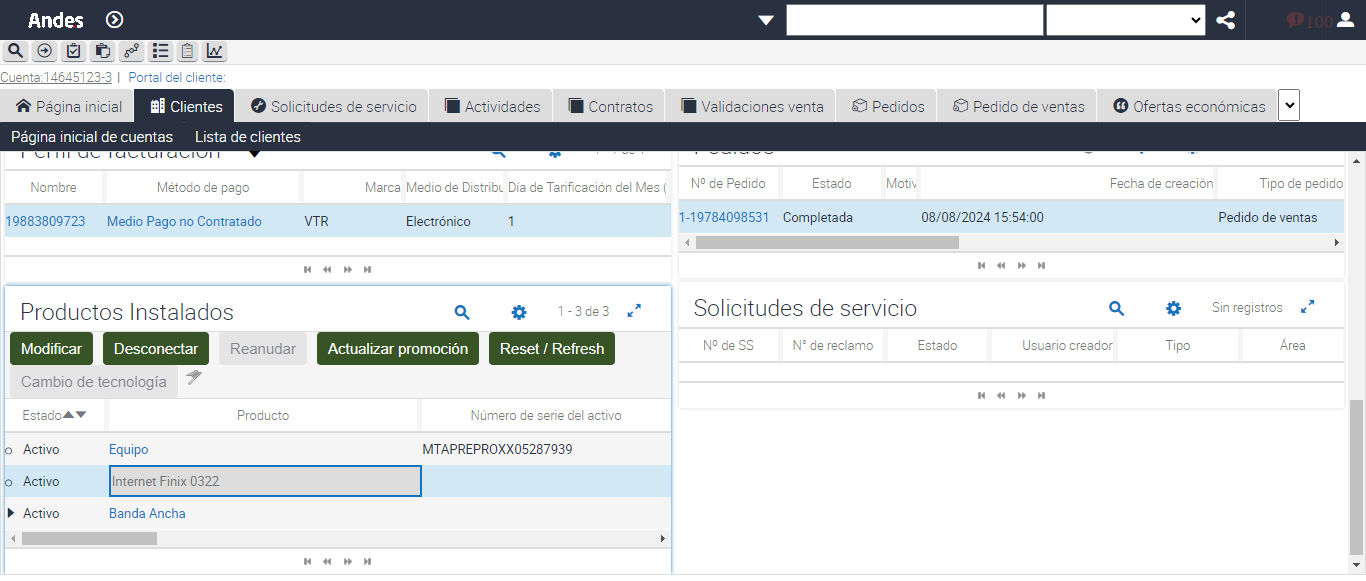 Andes
100
Cuenta:14645123-3 | Portal del cliente:
Página inicial Clientes Solicitudes de servicio Actividades Contratos Validaciones venta Pedidos Pedido de ventas Ofertas económicas
Página inicial de cuentas Lista de clientes
Perfil de facturación
Nombre Método de pago Marca Medio de Distribu Día de Tarificación del Mes (
19883809723 Medio Pago no Contratado VTR Electrónico 1
Pedidos
Nº de Pedido Estado Motiv Fecha de creación Tipo de pedido
1-19784098531 Completada 08/08/2024 15:54:00 Pedido de ventas
Productos Instalados 1 - 3 de 3
Modificar Desconectar Reanudar Actualizar promoción Reset / Refresh
Cambio de tecnología
Estado Producto Número de serie del activo
Activo Equipo MTAPREPROXX05287939
Activo Internet Finix 0322
Activo Banda Ancha
Solicitudes de servicio Sin registros
Nº de SS N° de reclamo Estado Usuario creador Tipo Área